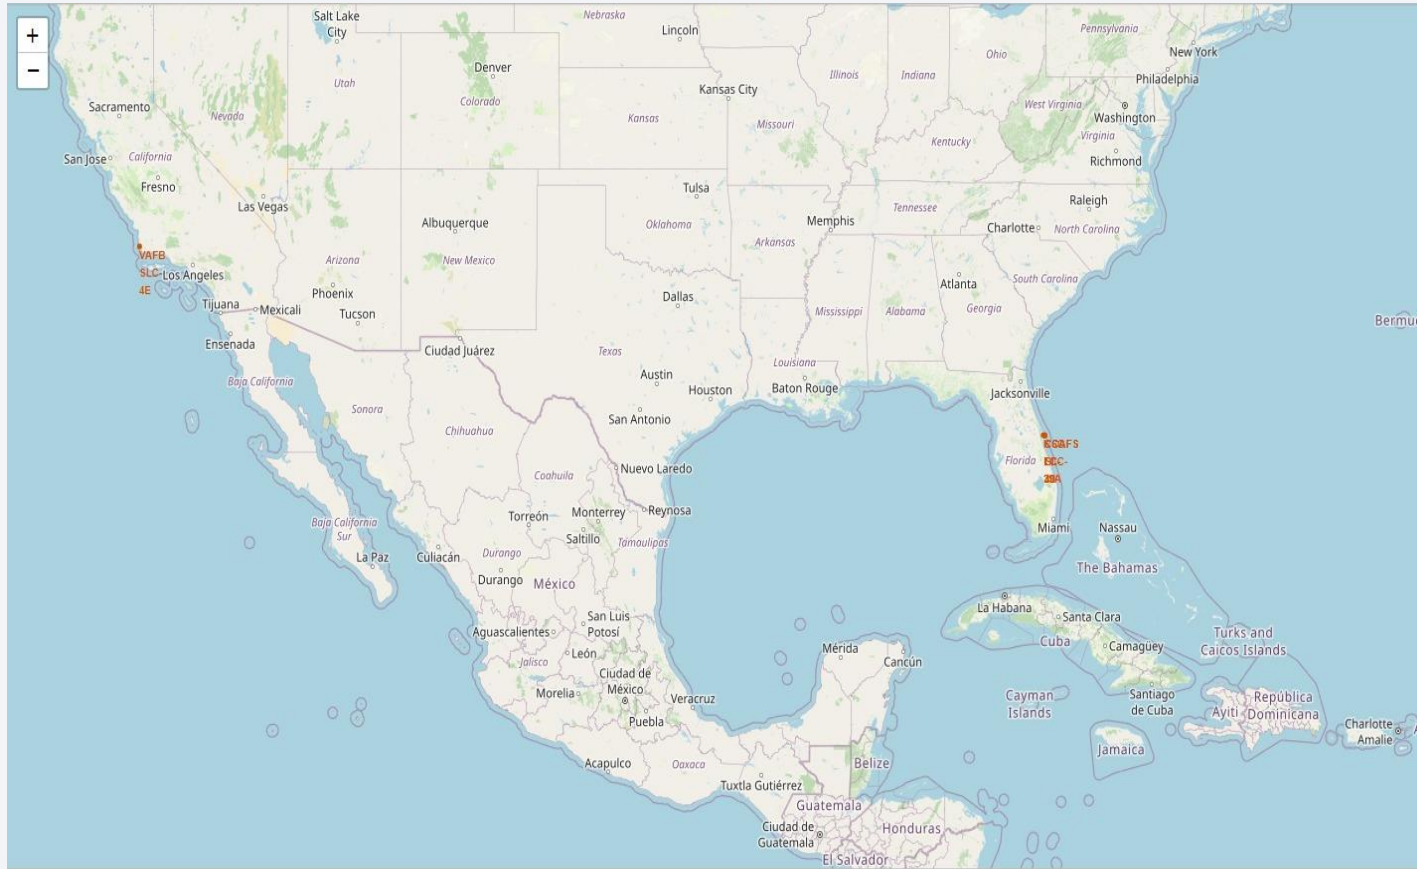 +
−
Salt Lake
City
Nebraska
Lincoln
Pennsylvania
New York
Ohio
Denver
Illinois
Indiana
Philadelphia
Utah
Kansas City
Sacramento
Nevada
Colorado
Kansas
Missouri
West Virginia
Washington
Virginia
Kentucky
San Jose
California
Richmond
Fresno
Tulsa
Las Vegas
Raleigh
Tennessee
Albuquerque
Oklahoma
Memphis
Charlotte
North Carolina
Arkansas
VAFB
SLC-
4E
Los Angeles
Arizona
New Mexico
South Carolina
Atlanta
Phoenix
Dallas
Tijuana
Mexicali
Tucson
Mississippi
Alabama
Georgia
Bermu
Ensenada
Ciudad Juárez
Texas
Louisiana
Austin
Baja California
Houston
Baton Rouge
Jacksonville
Sonora
San Antonio
Chihuahua
Florida
Nuevo Laredo
Coahuila
Reynosa
Monterrey
Torreón
Baja California
Sur
Miami
Nassau
Saltillo
Tamaulipas
La Paz
Culiacán
Durango
The Bahamas
Durango
México
La Habana
Santa Clara
San Luis
Potosí
Aguascalientes
Cuba
Camagüey
Turks and
Caicos Islands
Mérida
Cancún
León
Jalisco
Ciudad de
México
Morelia
Veracruz
Cayman
Islands
Santiago
de Cuba
República
Dominicana
Ayiti
Puebla
Charlotte
Amalie
Jamaica
Acapulco
Oaxaca
Belize
Tuxtla Gutiérrez
Guatemala
Ciudad de
Guatemala
Honduras
El Salvador